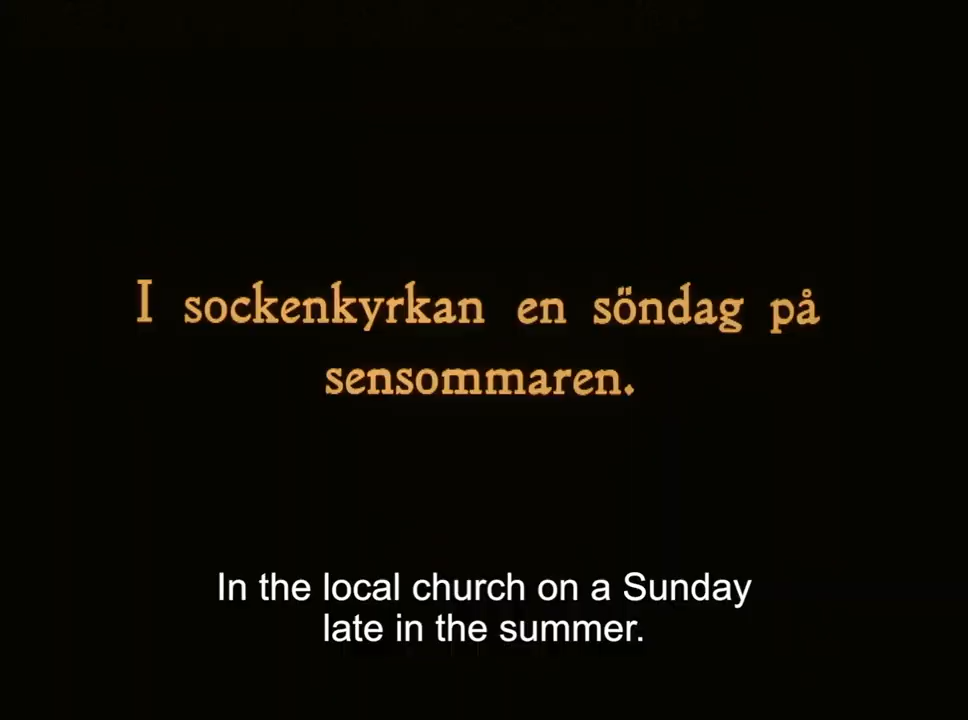 I sockenkyrkan en söndag på
sensommaren.
In the local church on a Sunday
late in the summer.